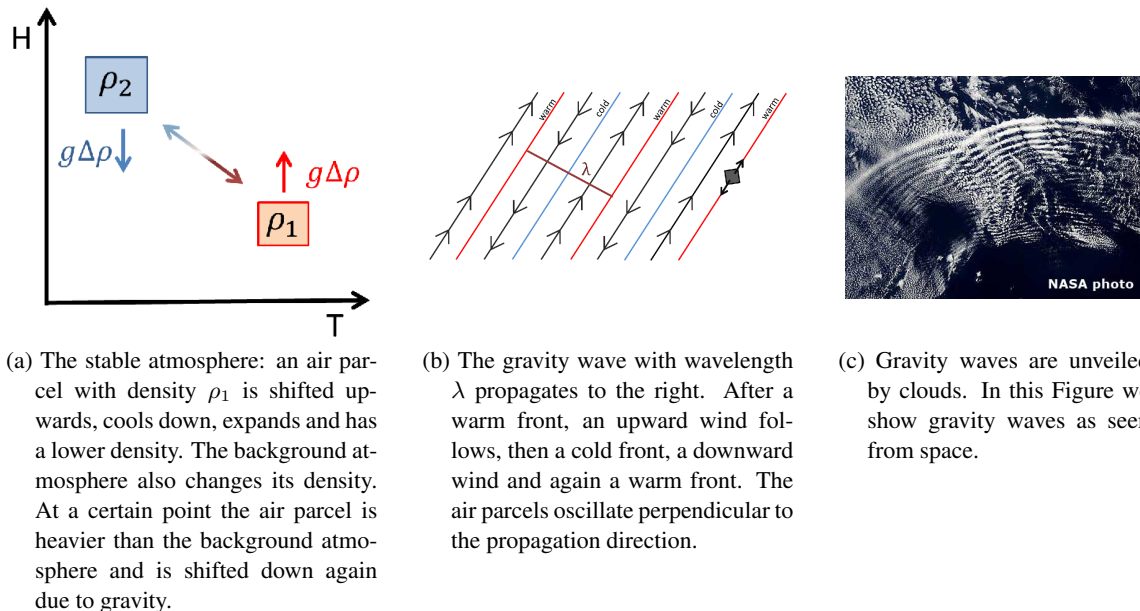 H
ρ₂
gΔρ
gΔρ
ρ₁
T
warm
cold
warm
cold
warm
λ
NASA photo
(a) The stable atmosphere: an air par-
cel with density ρ₁ is shifted up-
wards, cools down, expands and has
a lower density. The background at-
mosphere also changes its density.
At a certain point the air parcel is
heavier than the background atmo-
sphere and is shifted down again
due to gravity.
(b) The gravity wave with wavelength
λ propagates to the right. After a
warm front, an upward wind fol-
lows, then a cold front, a downward
wind and again a warm front. The
air parcels oscillate perpendicular to
the propagation direction.
(c) Gravity waves are unveiled
by clouds. In this Figure we
show gravity waves as seen
from space.